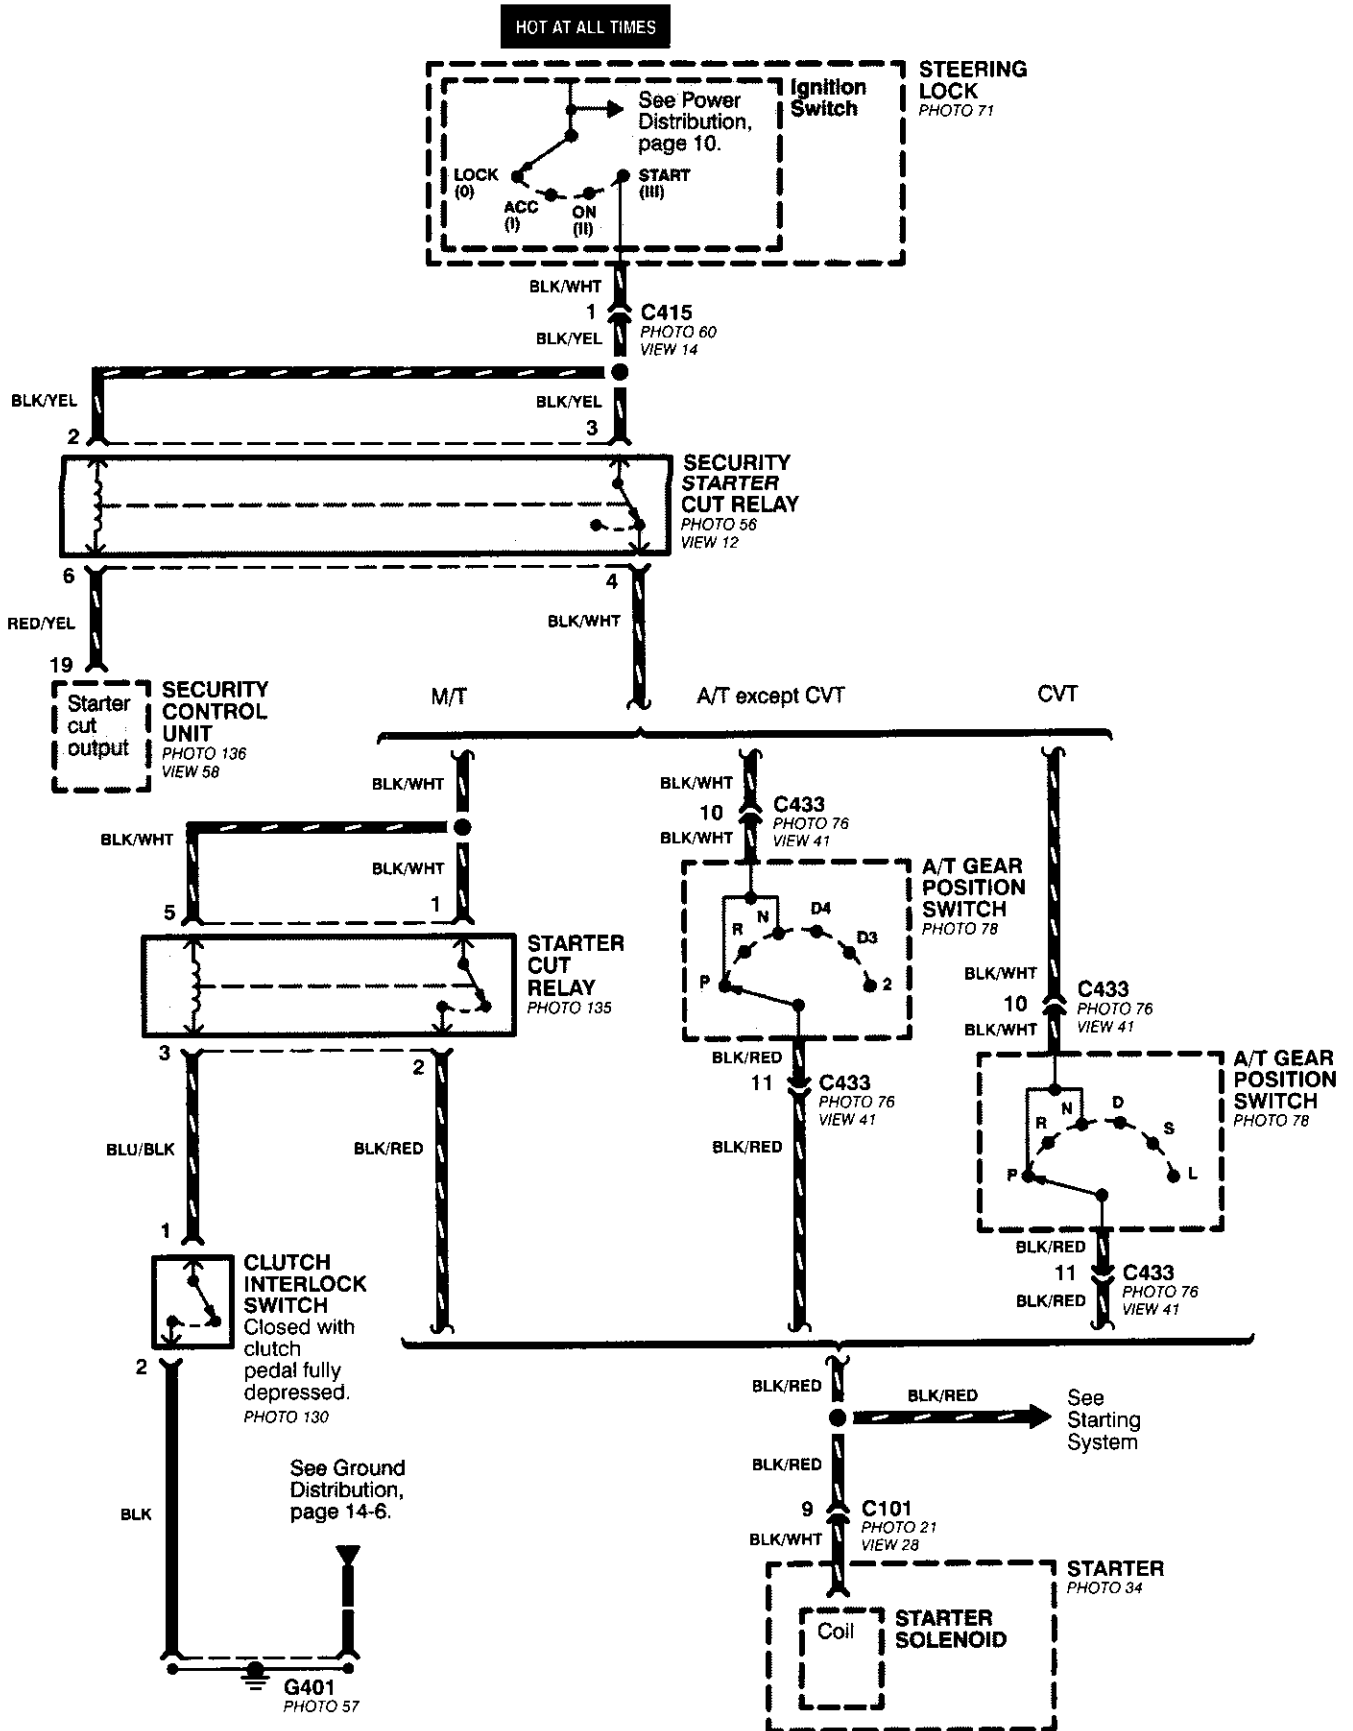 HOT AT ALL TIMES
STEERING
LOCK
PHOTO 71
Ignition
Switch
See Power
Distribution,
page 10.
LOCK
(0)
ACC
(I)
ON
(II)
START
(III)
BLK/WHT
1
C415
PHOTO 60
VIEW 14
BLK/YEL
BLK/YEL
BLK/YEL
2
3
SECURITY
STARTER
CUT RELAY
PHOTO 56
VIEW 12
6
4
RED/YEL
BLK/WHT
19
Starter
cut
output
SECURITY
CONTROL
UNIT
PHOTO 136
VIEW 58
M/T
A/T except CVT
CVT
BLK/WHT
BLK/WHT
BLK/WHT
5
1
STARTER
CUT
RELAY
PHOTO 135
3
2
BLU/BLK
BLK/RED
1
CLUTCH
INTERLOCK
SWITCH
Closed with
clutch
pedal fully
depressed.
PHOTO 130
2
BLK
See Ground
Distribution,
page 14-6.
G401
PHOTO 57
BLK/WHT
10
C433
PHOTO 76
VIEW 41
BLK/WHT
A/T GEAR
POSITION
SWITCH
PHOTO 78
P
R
N
D4
D3
2
BLK/RED
11
C433
PHOTO 76
VIEW 41
BLK/RED
BLK/WHT
10
C433
PHOTO 76
VIEW 41
BLK/WHT
A/T GEAR
POSITION
SWITCH
PHOTO 78
P
R
N
D
S
L
BLK/RED
11
C433
PHOTO 76
VIEW 41
BLK/RED
BLK/RED
BLK/RED
See
Starting
System
BLK/RED
9
C101
PHOTO 21
VIEW 28
BLK/WHT
STARTER
PHOTO 34
Coil
STARTER
SOLENOID